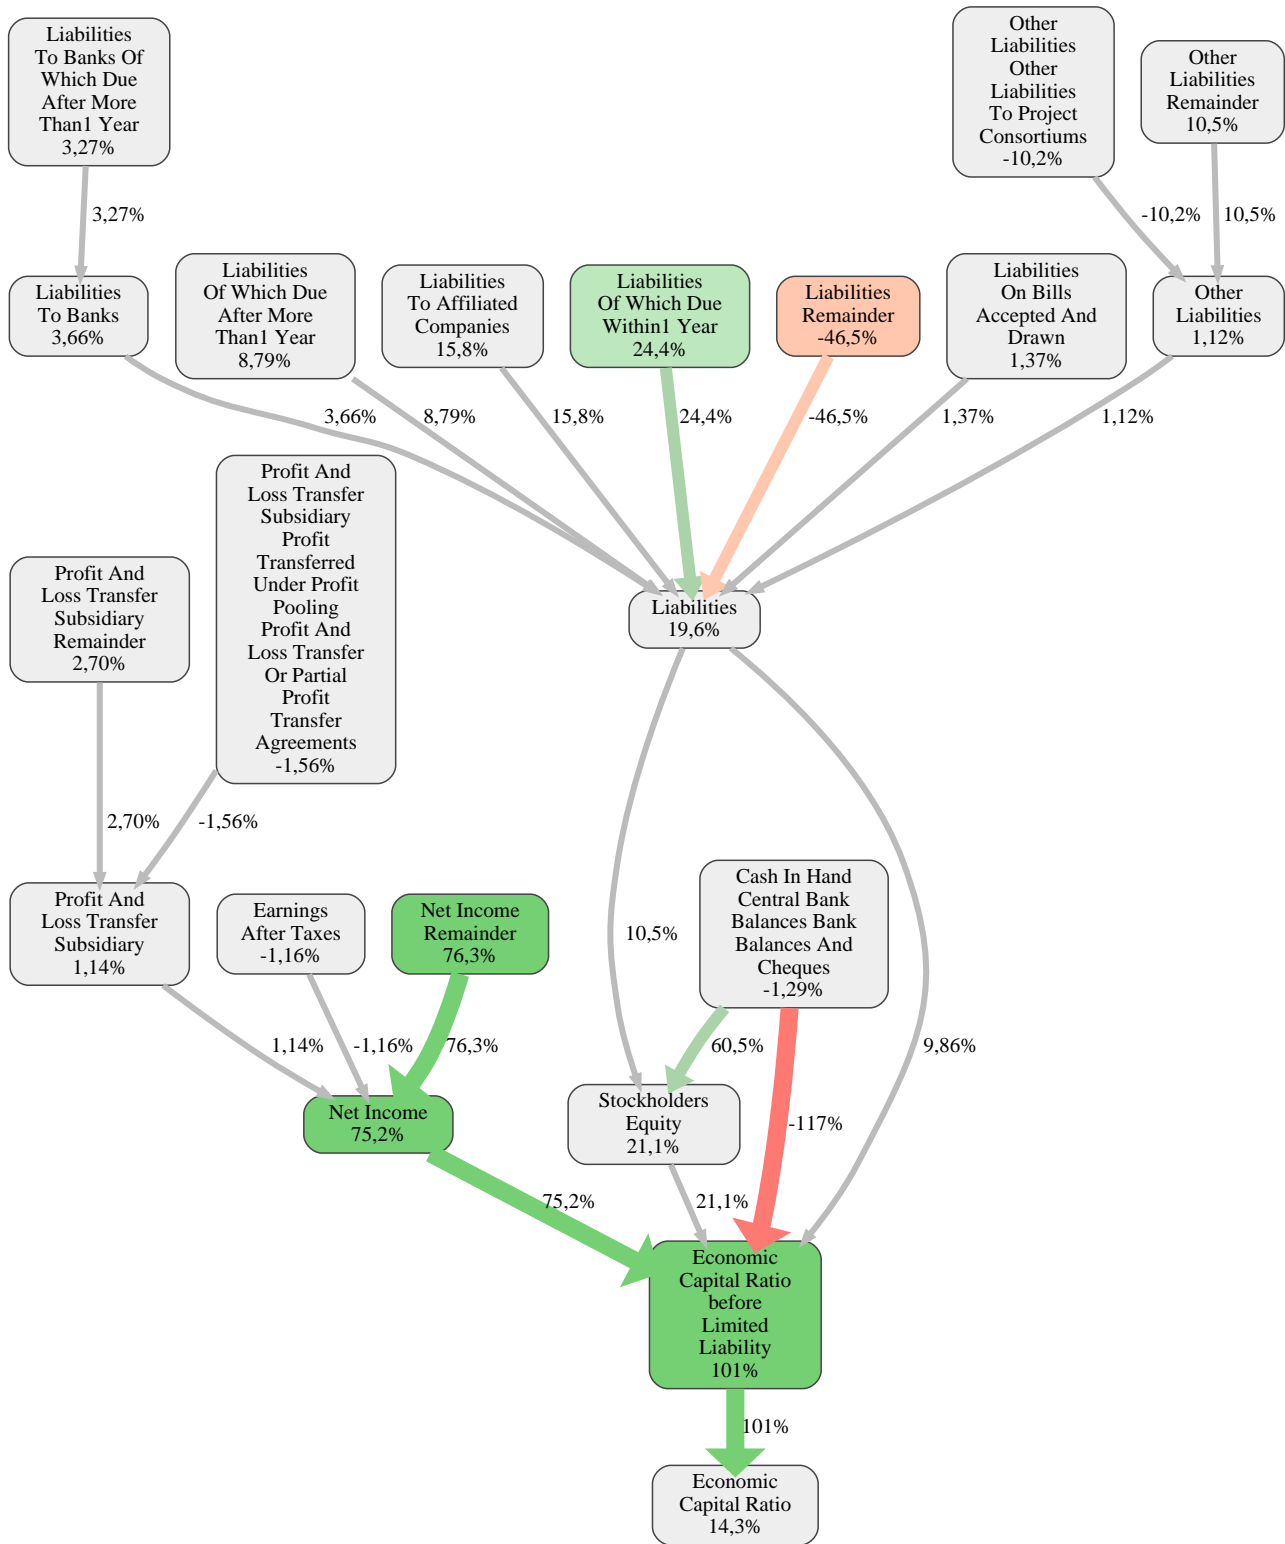 Liabilities
To Banks Of
Which Due
After More
Than1 Year
3,27%
Other
Liabilities
Other
Liabilities
To Project
Consortiums
-10,2%
Other
Liabilities
Remainder
10,5%
3,27%
-10,2%
10,5%
Liabilities
To Banks
3,66%
Liabilities
Of Which Due
After More
Than1 Year
8,79%
Liabilities
To Affiliated
Companies
15,8%
Liabilities
Of Which Due
Within1 Year
24,4%
Liabilities
Remainder
-46,5%
Liabilities
On Bills
Accepted And
Drawn
1,37%
Other
Liabilities
1,12%
3,66%
8,79%
15,8%
24,4%
-46,5%
1,37%
1,12%
Profit And
Loss Transfer
Subsidiary
Remainder
2,70%
Profit And
Loss Transfer
Subsidiary
Profit
Transferred
Under Profit
Pooling
Profit And
Loss Transfer
Or Partial
Profit
Transfer
Agreements
-1,56%
Liabilities
19,6%
2,70%
-1,56%
Profit And
Loss Transfer
Subsidiary
1,14%
Earnings
After Taxes
-1,16%
Net Income
Remainder
76,3%
10,5%
Cash In Hand
Central Bank
Balances Bank
Balances And
Cheques
-1,29%
1,14%
-1,16%
76,3%
60,5%
9,86%
Net Income
75,2%
Stockholders
Equity
21,1%
-117%
75,2%
21,1%
Economic
Capital Ratio
before
Limited
Liability
101%
101%
Economic
Capital Ratio
14,3%